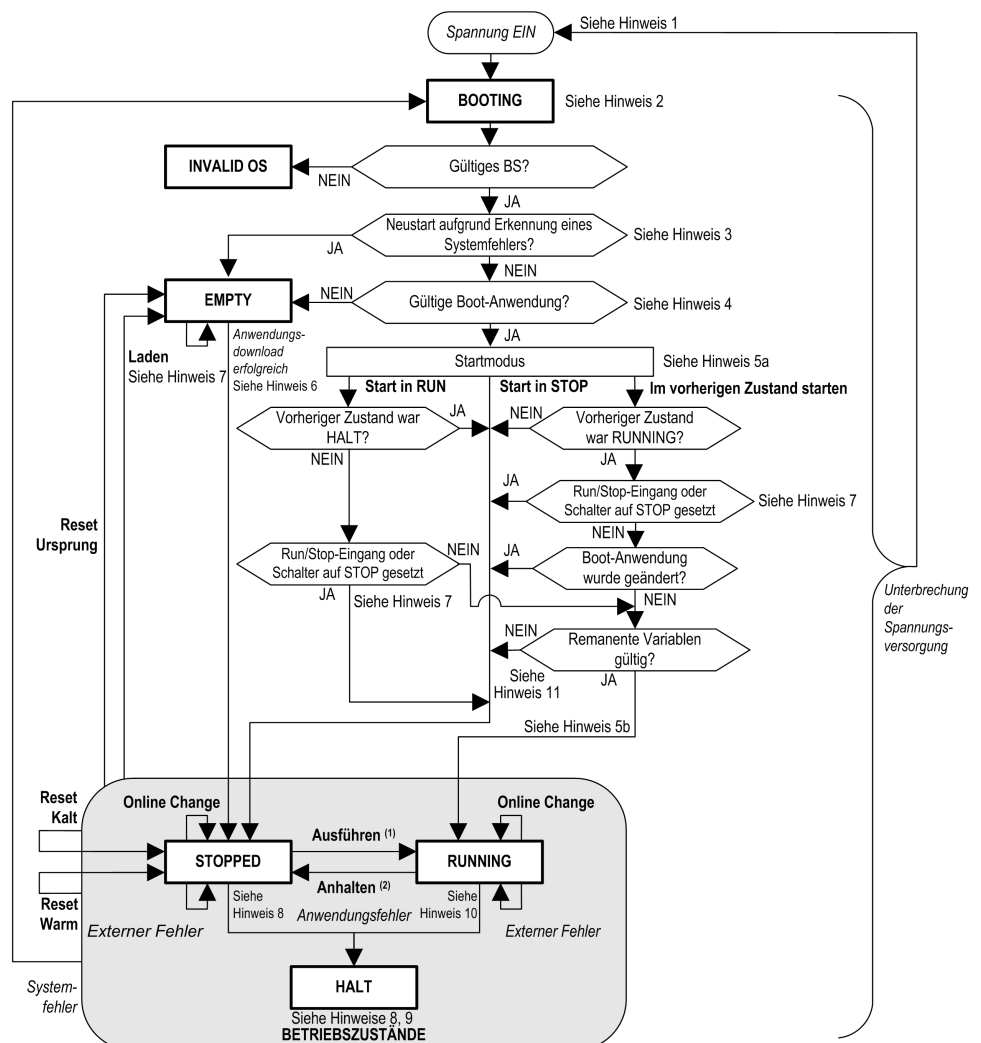 Spannung EIN
Siehe Hinweis 1
BOOTING
Siehe Hinweis 2
INVALID OS
NEIN
Gültiges BS?
JA
Neustart aufgrund Erkennung eines
Systemfehlers?
Siehe Hinweis 3
JA
NEIN
EMPTY
NEIN
Gültige Boot-Anwendung?
Siehe Hinweis 4
JA
Laden
Siehe Hinweis 7
Anwendungs-
download
erfolgreich
Siehe Hinweis 6
Startmodus
Siehe Hinweis 5a
Start in RUN
Start in STOP
Im vorherigen Zustand starten
Vorheriger Zustand war
HALT?
JA
NEIN
NEIN
Vorheriger Zustand
war RUNNING?
JA
JA
Run/Stop-Eingang oder
Schalter auf STOP gesetzt
Siehe Hinweis 7
NEIN
Reset
Ursprung
Run/Stop-Eingang oder
Schalter auf STOP gesetzt
NEIN
JA
Siehe Hinweis 7
JA
Boot-Anwendung
wurde geändert?
NEIN
Unterbrechung
der
Spannungs-
versorgung
NEIN
Remanente Variablen
gültig?
JA
Siehe
Hinweis 11
Siehe Hinweis 5b
Reset
Kalt
Online Change
Online Change
Ausführen (1)
STOPPED
RUNNING
Anhalten (2)
Reset
Warm
Siehe
Hinweis 8
Anwendungsfehler
Siehe
Hinweis 10
Externer Fehler
Externer Fehler
System-
fehler
HALT
Siehe Hinweise 8, 9
BETRIEBSZUSTÄNDE